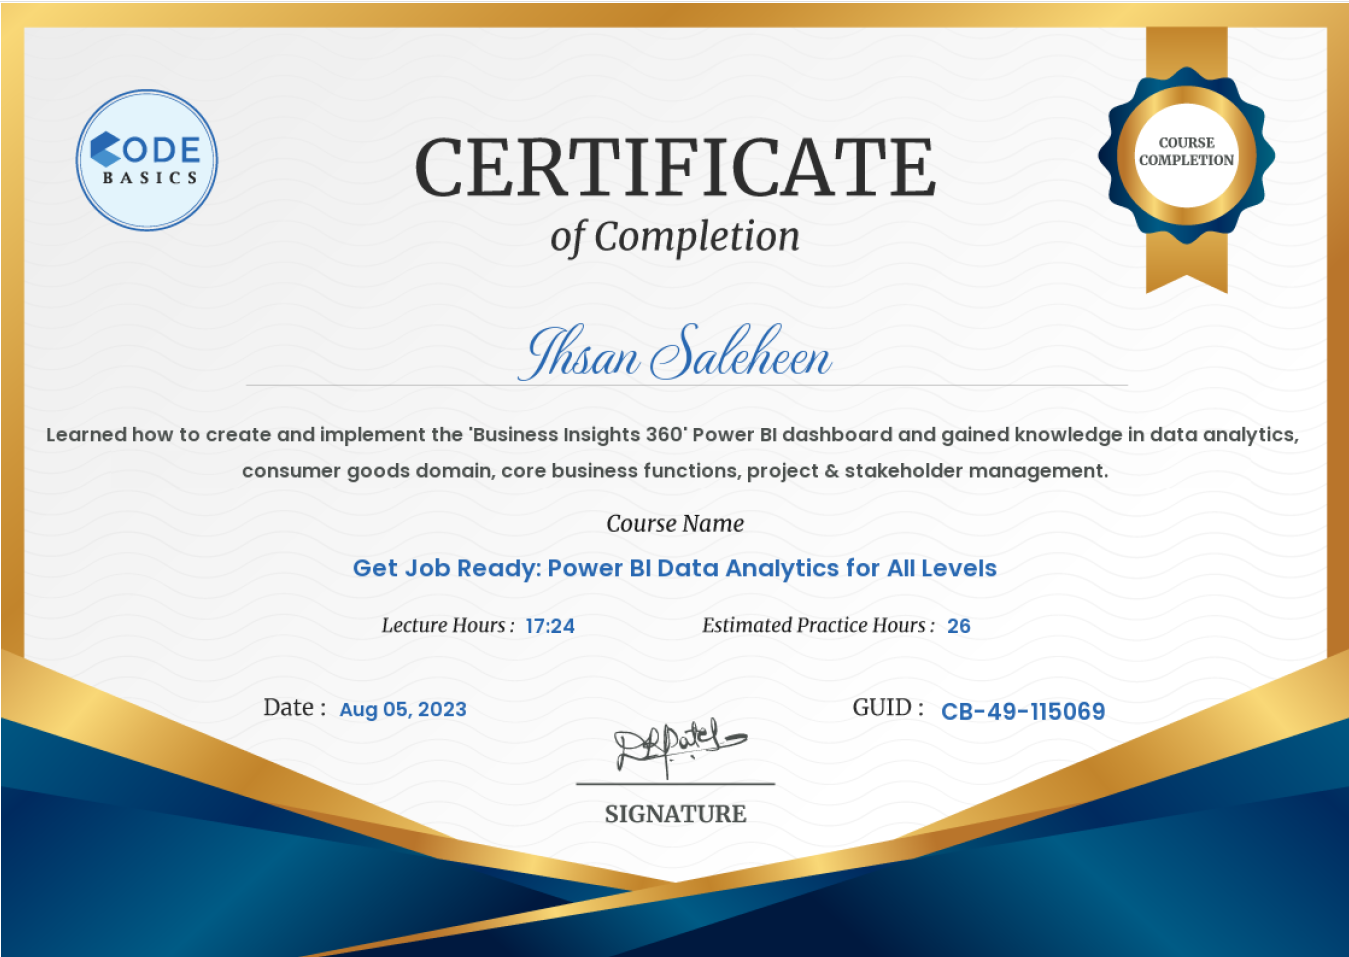 CODE
BASICS
COURSE
COMPLETION
CERTIFICATE
of Completion
Ihsan Saleheen
Learned how to create and implement the 'Business Insights 360' Power BI dashboard and gained knowledge in data analytics,
consumer goods domain, core business functions, project & stakeholder management.
Course Name
Get Job Ready: Power BI Data Analytics for All Levels
Lecture Hours : 17:24 Estimated Practice Hours : 26
Date : Aug 05, 2023 GUID : CB-49-115069
SIGNATURE